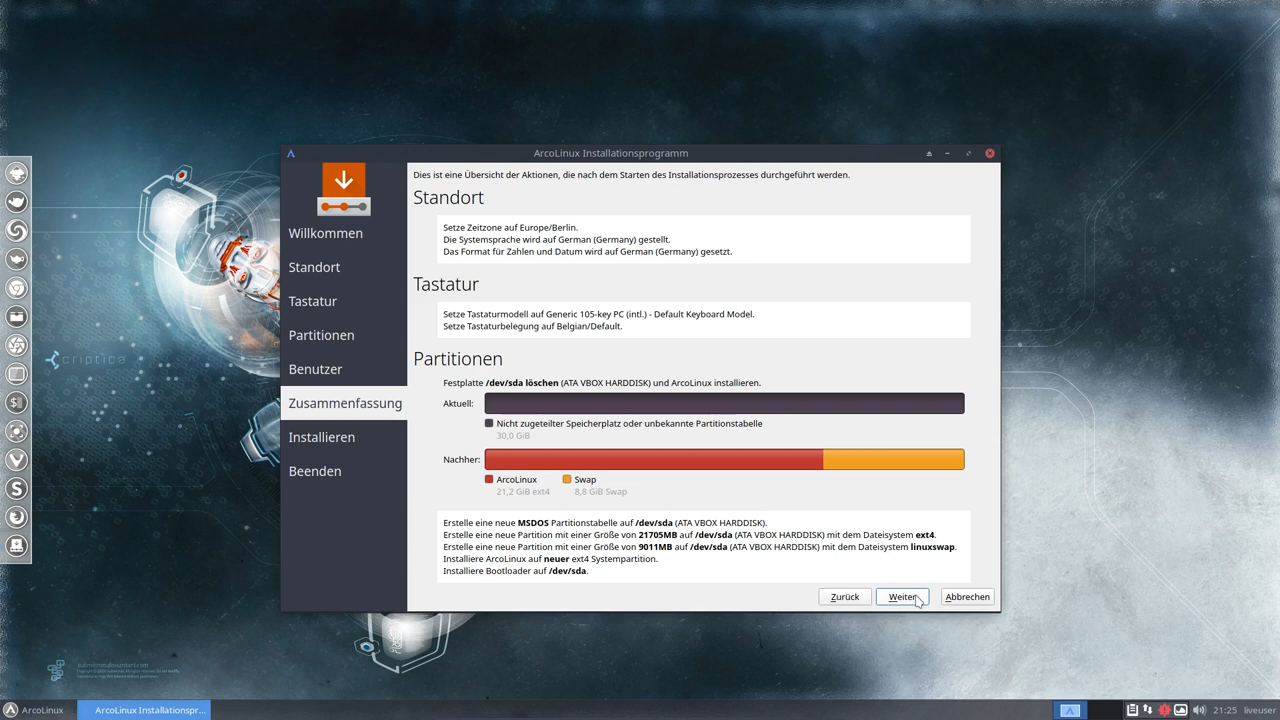 ArcoLinux Installationsprogramm
Dies ist eine Übersicht der Aktionen, die nach dem Starten des Installationsprozesses durchgeführt werden.
Willkommen
Standort
Tastatur
Partitionen
Benutzer
Zusammenfassung
Installieren
Beenden
Standort
Setze Zeitzone auf Europe/Berlin.
Die Systemsprache wird auf German (Germany) gestellt.
Das Format für Zahlen und Datum wird auf German (Germany) gesetzt.
Tastatur
Setze Tastaturmodell auf Generic 105-key PC (intl.) - Default Keyboard Model.
Setze Tastaturbelegung auf Belgian/Default.
Partitionen
Festplatte /dev/sda löschen (ATA VBOX HARDDISK) und ArcoLinux installieren.
Aktuell:
Nicht zugeteilter Speicherplatz oder unbekannte Partitionstabelle
30,0 GiB
Nachher:
ArcoLinux Swap
21,2 GiB ext4 8,8 GiB Swap
Erstelle eine neue MSDOS Partitionstabelle auf /dev/sda (ATA VBOX HARDDISK).
Erstelle eine neue Partition mit einer Größe von 21705MB auf /dev/sda (ATA VBOX HARDDISK) mit dem Dateisystem ext4.
Erstelle eine neue Partition mit einer Größe von 9011MB auf /dev/sda (ATA VBOX HARDDISK) mit dem Dateisystem linuxswap.
Installiere ArcoLinux auf neuer ext4 Systempartition.
Installiere Bootloader auf /dev/sda.
Zurück Weiter Abbrechen
criptica
ArcoLinux ArcoLinux Installationspr... 21:25 liveuser